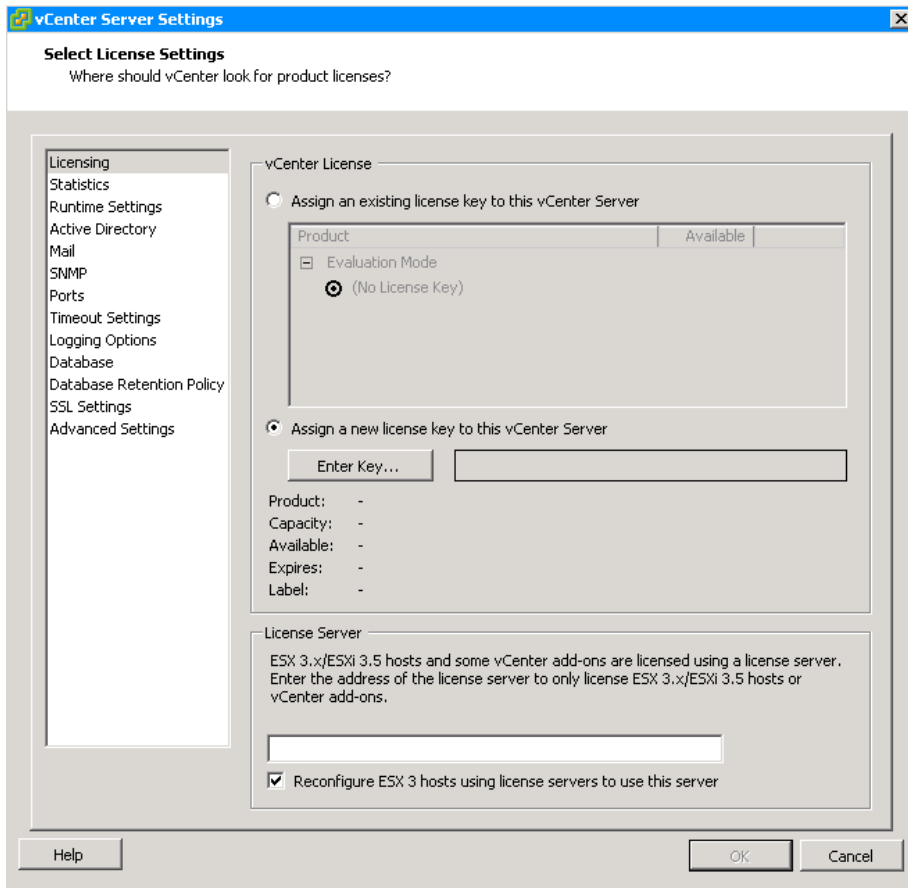 vCenter Server Settings
Select License Settings
Where should vCenter look for product licenses?
Licensing
Statistics
Runtime Settings
Active Directory
Mail
SNMP
Ports
Timeout Settings
Logging Options
Database
Database Retention Policy
SSL Settings
Advanced Settings
vCenter License
Assign an existing license key to this vCenter Server
Product Available
Evaluation Mode
(No License Key)
Assign a new license key to this vCenter Server
Enter Key...
Product: -
Capacity: -
Available: -
Expires: -
Label: -
License Server
ESX 3.x/ESXi 3.5 hosts and some vCenter add-ons are licensed using a license server.
Enter the address of the license server to only license ESX 3.x/ESXi 3.5 hosts or
vCenter add-ons.
Reconfigure ESX 3 hosts using license servers to use this server
Help OK Cancel